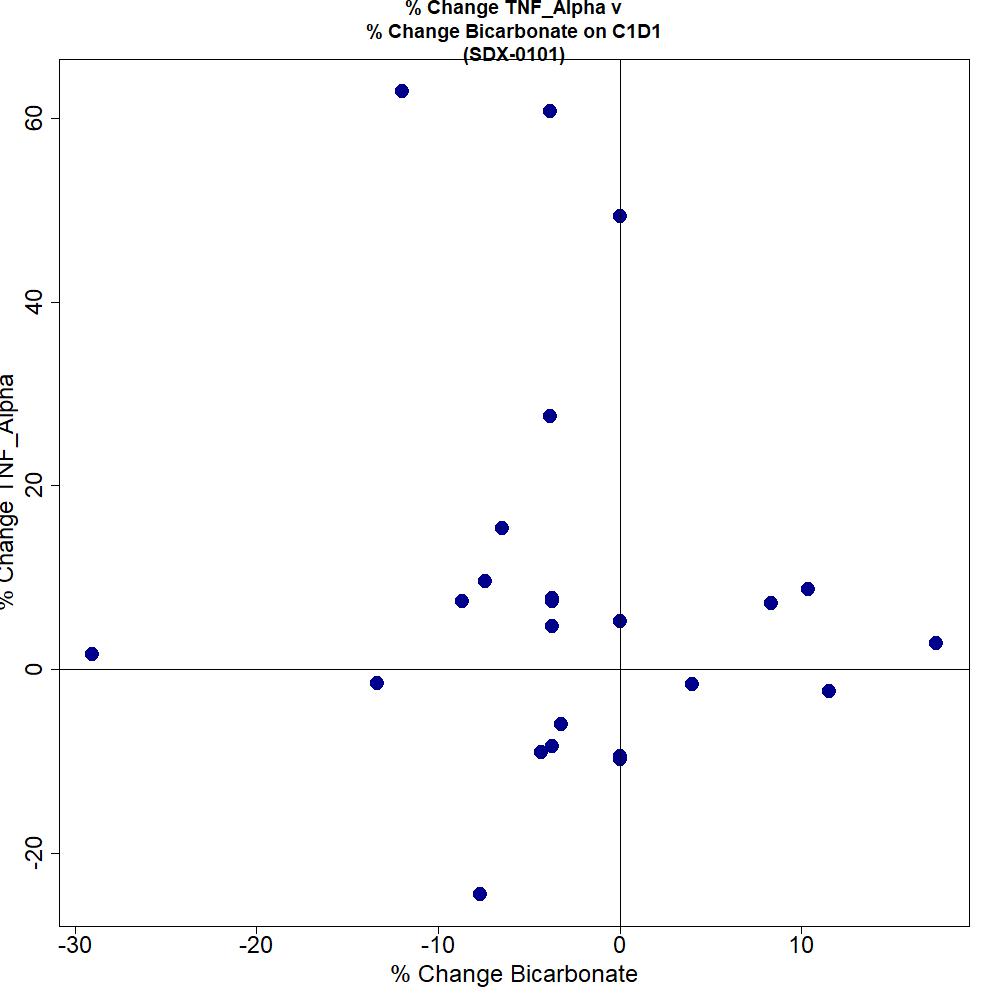 % Change TNF_Alpha v
% Change Bicarbonate on C1D1
(SDX-0101)
% Change TNF_Alpha
60
40
20
0
-20
-30
-20
-10
0
10
% Change Bicarbonate